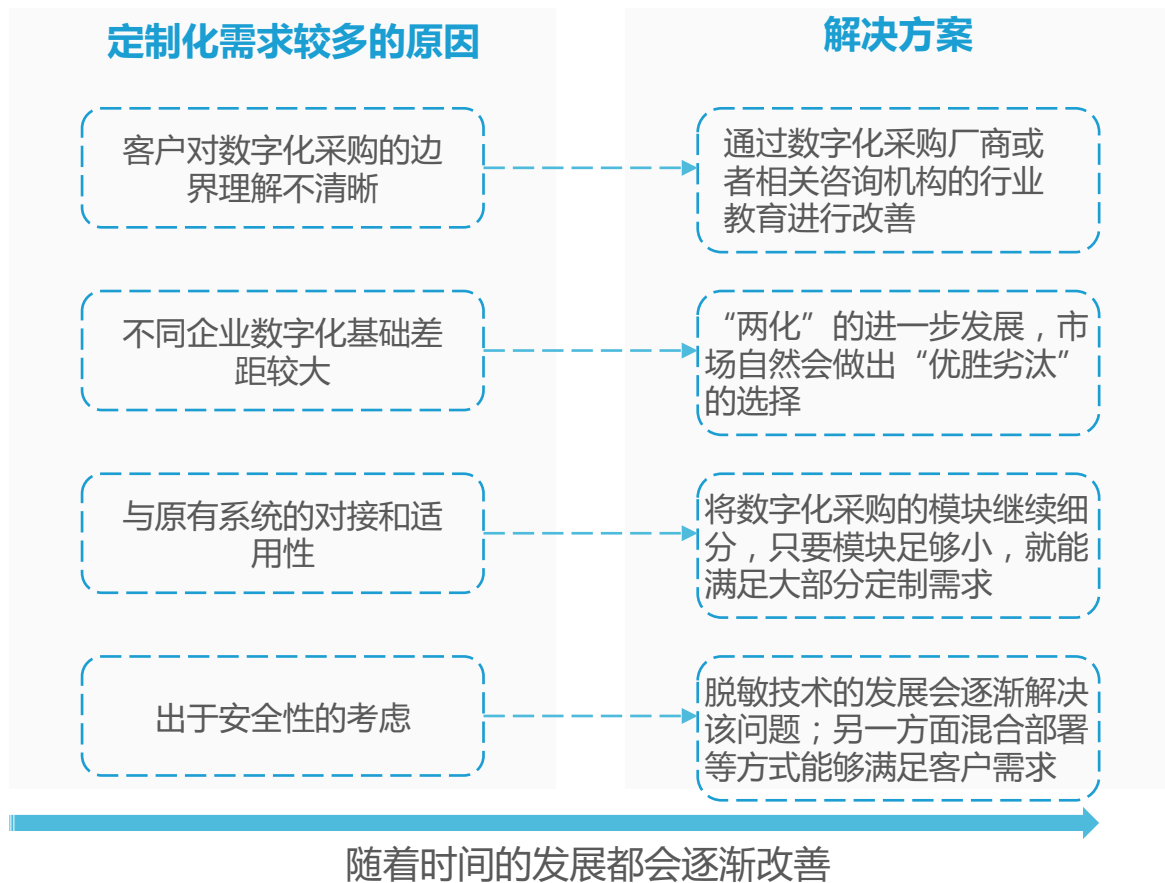 定制化需求较多的原因
解决方案
客户对数字化采购的边
界理解不清晰
通过数字化采购厂商或
者相关咨询机构的行业
教育进行改善
不同企业数字化基础差
距较大
“两化”的进一步发展，市
场自然会做出“优胜劣汰”
的选择
与原有系统的对接和适
用性
将数字化采购的模块继续细
分，只要模块足够小，就能
满足大部分定制需求
出于安全性的考虑
脱敏技术的发展会逐渐解决
该问题；另一方面混合部署
等方式能够满足客户需求
随着时间的发展都会逐渐改善